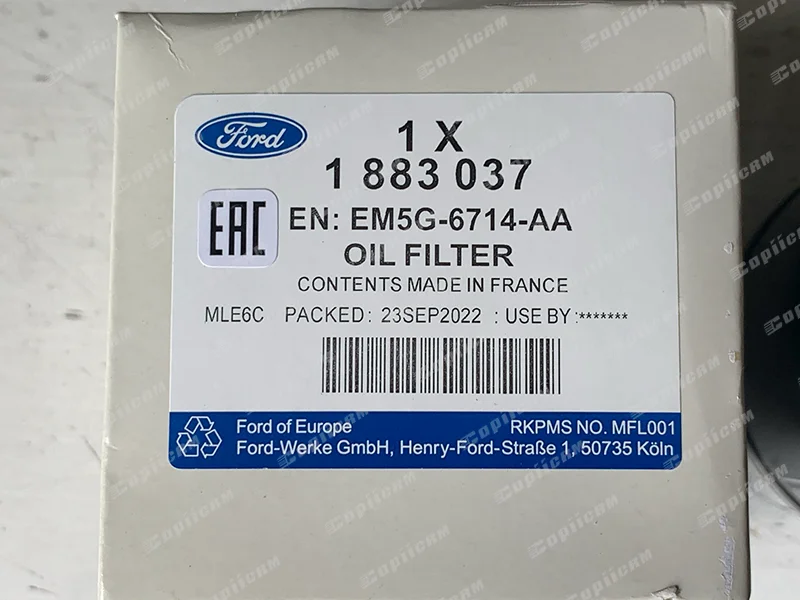 Ford
1 X
1 883 037
EAC
EN: EM5G-6714-AA
OIL FILTER
CONTENTS MADE IN FRANCE
MLE6C PACKED: 23SEP2022 : USE BY :*******
Ford of Europe
RKPMS NO. MFL001
Ford-Werke GmbH, Henry-Ford-Straße 1, 50735 Köln
Copiicam